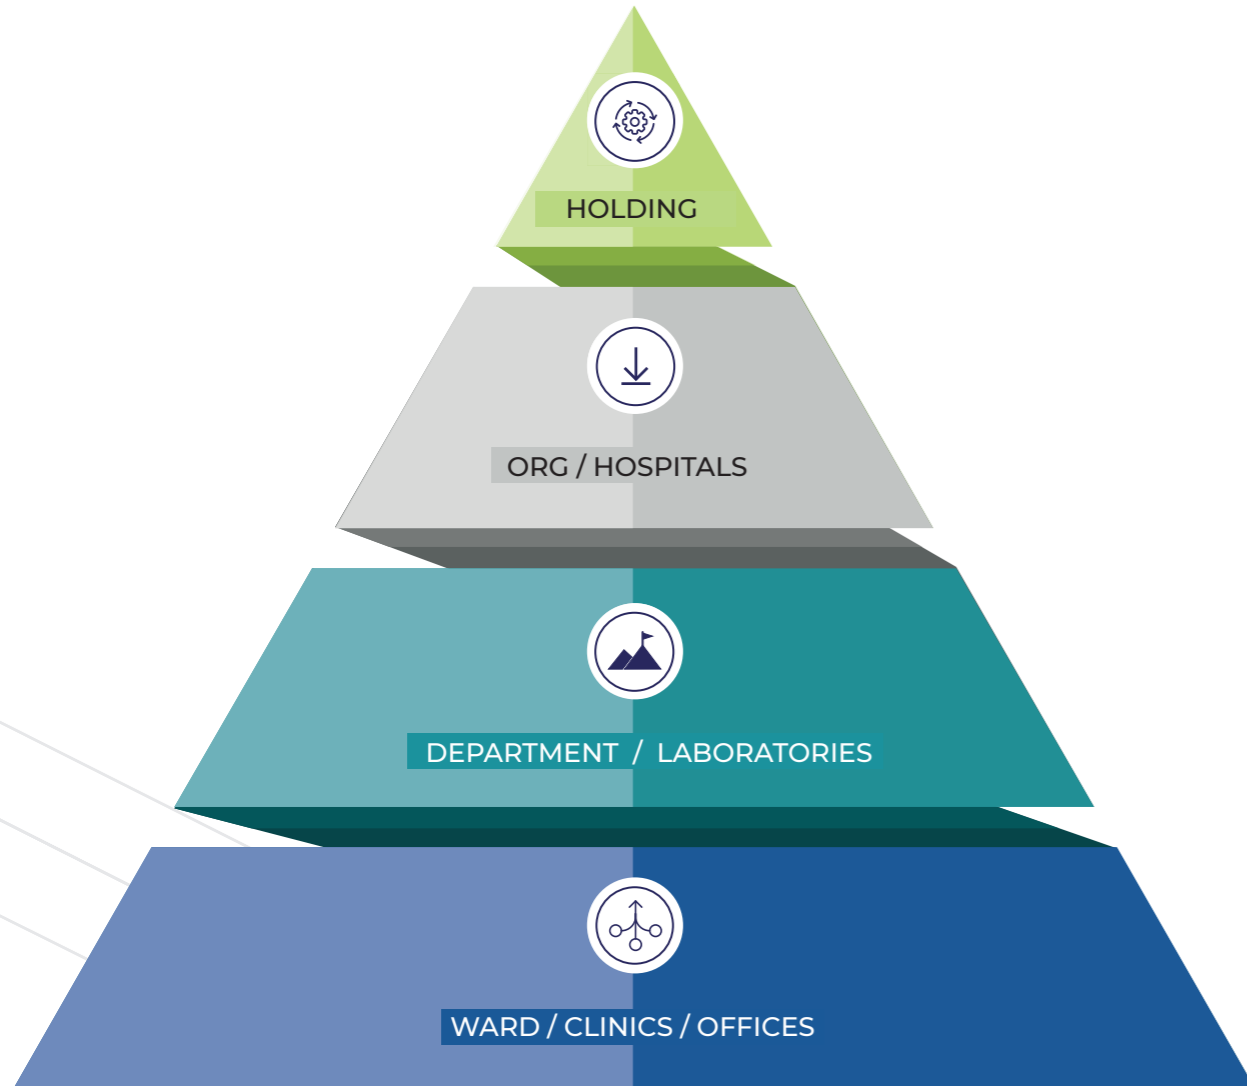 HOLDING
ORG / HOSPITALS
DEPARTMENT / LABORATORIES
WARD / CLINICS / OFFICES